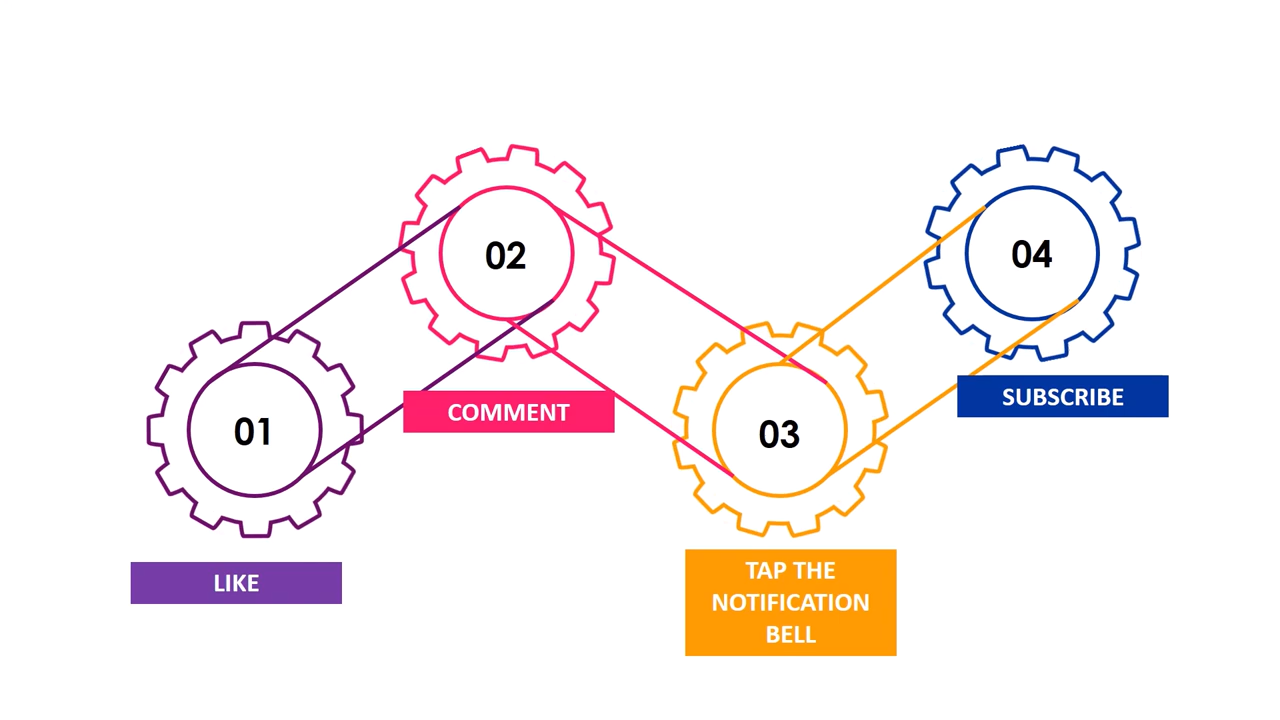 01
LIKE
02
COMMENT
03
TAP THE
NOTIFICATION
BELL
04
SUBSCRIBE